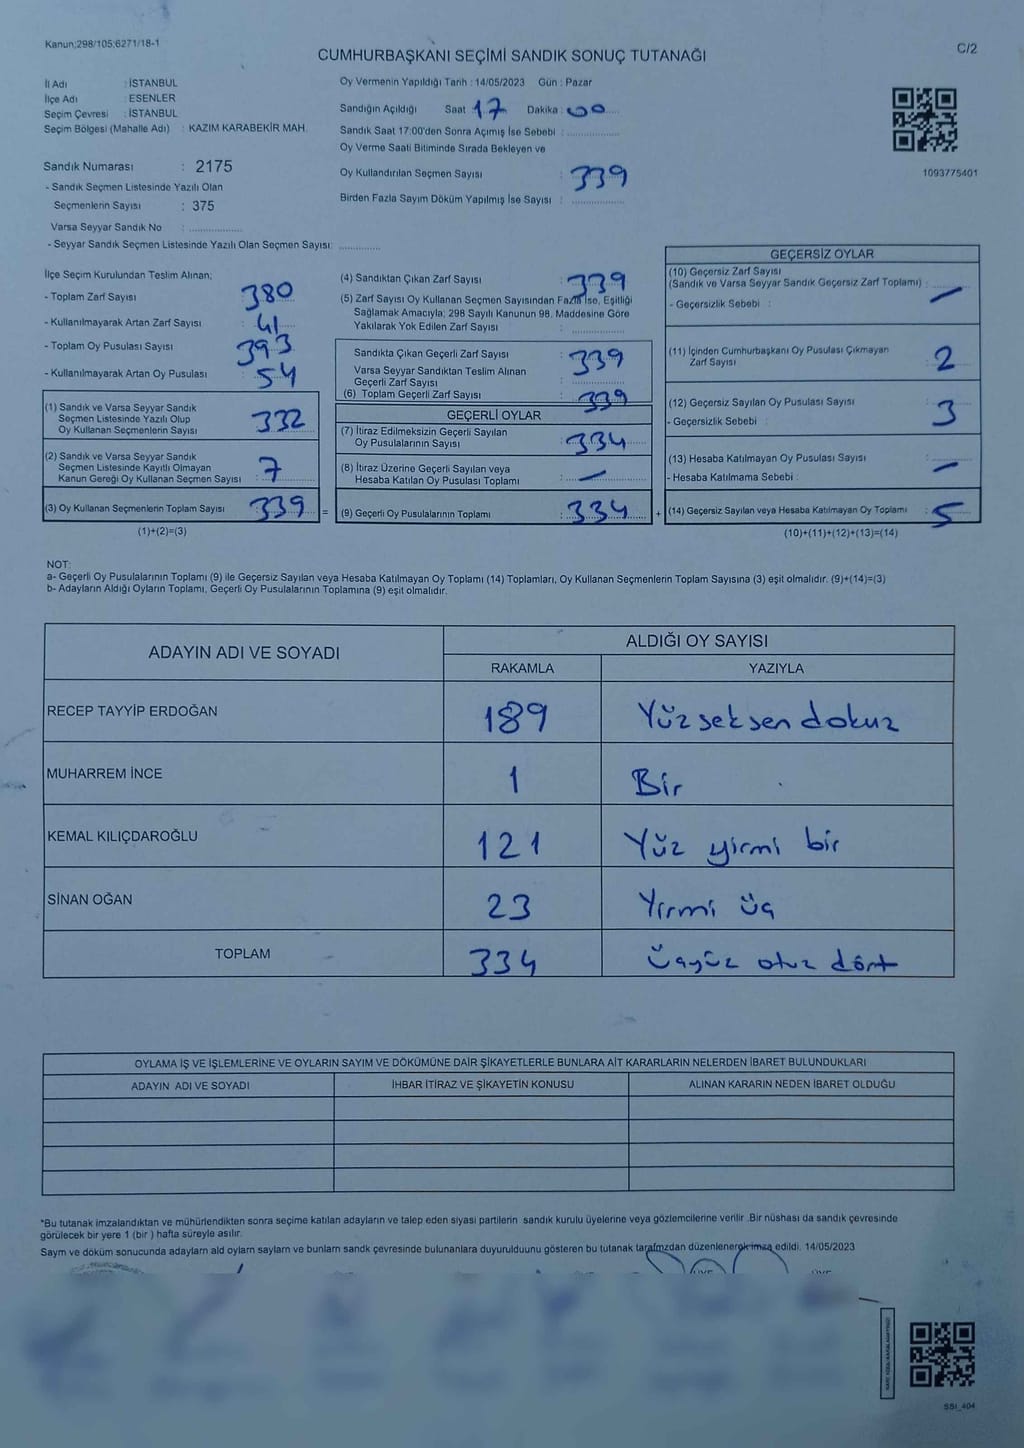 Kanun;298/105;6271/18-1
C/2
CUMHURBAŞKANI SEÇİMİ SANDIK SONUÇ TUTANAĞI
İl Adı : İSTANBUL
İlçe Adı : ESENLER
Seçim Çevresi : İSTANBUL
Seçim Bölgesi (Mahalle Adı) : KAZIM KARABEKİR MAH.
Sandık Numarası : 2175
- Sandık Seçmen Listesinde Yazılı Olan
Seçmenlerin Sayısı : 375
Varsa Seyyar Sandık No : ..................
- Seyyar Sandık Seçmen Listesinde Yazılı Olan Seçmen Sayısı: ..............
Oy Vermenin Yapıldığı Tarih : 14/05/2023 Gün : Pazar
Sandığın Açıldığı Saat 17 Dakika : 00
Sandık Saat 17:00'den Sonra Açımış İse Sebebi : ..................
Oy Verme Saati Bitiminde Sırada Bekleyen ve
Oy Kullandırılan Seçmen Sayısı : 339
Birden Fazla Sayım Döküm Yapılmış İse Sayısı : ..................
1093775401
İlçe Seçim Kurulundan Teslim Alınan;
- Toplam Zarf Sayısı : 380
- Kullanılmayarak Artan Zarf Sayısı : 41
- Toplam Oy Pusulası Sayısı : 393
- Kullanılmayarak Artan Oy Pusulası : 54
(1) Sandık ve Varsa Seyyar Sandık
Seçmen Listesinde Yazılı Olup
Oy Kullanan Seçmenlerin Sayısı : 332
(2) Sandık ve Varsa Seyyar Sandık
Seçmen Listesinde Kayıtlı Olmayan
Kanun Gereği Oy Kullanan Seçmen Sayısı : 7
(3) Oy Kullanan Seçmenlerin Toplam Sayısı : 339 =
(1)+(2)=(3)
(4) Sandıktan Çıkan Zarf Sayısı : 339
(5) Zarf Sayısı Oy Kullanan Seçmen Sayısından Fazla İse, Eşitliği
Sağlamak Amacıyla; 298 Sayılı Kanunun 98. Maddesine Göre
Yakılarak Yok Edilen Zarf Sayısı : ..................
Sandıkta Çıkan Geçerli Zarf Sayısı : 339
Varsa Seyyar Sandıktan Teslim Alınan
Geçerli Zarf Sayısı : ..................
(6) Toplam Geçerli Zarf Sayısı : 339
GEÇERLİ OYLAR
(7) İtiraz Edilmeksizin Geçerli Sayılan
Oy Pusulalarının Sayısı : 334
(8) İtiraz Üzerine Geçerli Sayılan veya
Hesaba Katılan Oy Pusulası Toplamı : —
(9) Geçerli Oy Pusulalarının Toplamı : 334 +
GEÇERSİZ OYLAR
(10) Geçersiz Zarf Sayısı
(Sandık ve Varsa Seyyar Sandık Geçersiz Zarf Toplamı) : —
- Geçersizlik Sebebi :
(11) İçinden Cumhurbaşkanı Oy Pusulası Çıkmayan
Zarf Sayısı : 2
(12) Geçersiz Sayılan Oy Pusulası Sayısı : 3
- Geçersizlik Sebebi :
(13) Hesaba Katılmayan Oy Pusulası Sayısı : —
- Hesaba Katılmama Sebebi :
(14) Geçersiz Sayılan veya Hesaba Katılmayan Oy Toplamı : 5
(10)+(11)+(12)+(13)=(14)
NOT:
a- Geçerli Oy Pusulalarının Toplamı (9) ile Geçersiz Sayılan veya Hesaba Katılmayan Oy Toplamı (14) Toplamları, Oy Kullanan Seçmenlerin Toplam Sayısına (3) eşit olmalıdır. (9)+(14)=(3)
b- Adayların Aldığı Oyların Toplamı, Geçerli Oy Pusulalarının Toplamına (9) eşit olmalıdır.
ADAYIN ADI VE SOYADI
ALDIĞI OY SAYISI
RAKAMLA YAZIYLA
RECEP TAYYİP ERDOĞAN 189 Yüz seksen dokuz
MUHARREM İNCE 1 Bir
KEMAL KILIÇDAROĞLU 121 Yüz yirmi bir
SİNAN OĞAN 23 Yirmi üç
TOPLAM 334 Üçyüz otuz dört
OYLAMA İŞ VE İŞLEMLERİNE VE OYLARIN SAYIM VE DÖKÜMÜNE DAİR ŞİKAYETLERLE BUNLARA AİT KARARLARIN NELERDEN İBARET BULUNDUKLARI
ADAYIN ADI VE SOYADI İHBAR İTİRAZ VE ŞİKAYETİN KONUSU ALINAN KARARIN NEDEN İBARET OLDUĞU
*Bu tutanak imzalandıktan ve mühürlendikten sonra seçime katılan adayların ve talep eden siyasi partilerin sandık kurulu üyelerine veya gözlemcilerine verilir .Bir nüshası da sandık çevresinde
görülecek bir yere 1 (bir ) hafta süreyle asılır.
Sayım ve döküm sonucunda adayların ald oyların sayların ve bunların sandk çevresinde bulunanlara duyurulduunu gösteren bu tutanak tarafmzdan düzenlenerek imza edildi. 14/05/2023
ÜYE ÜYE
SSI_404